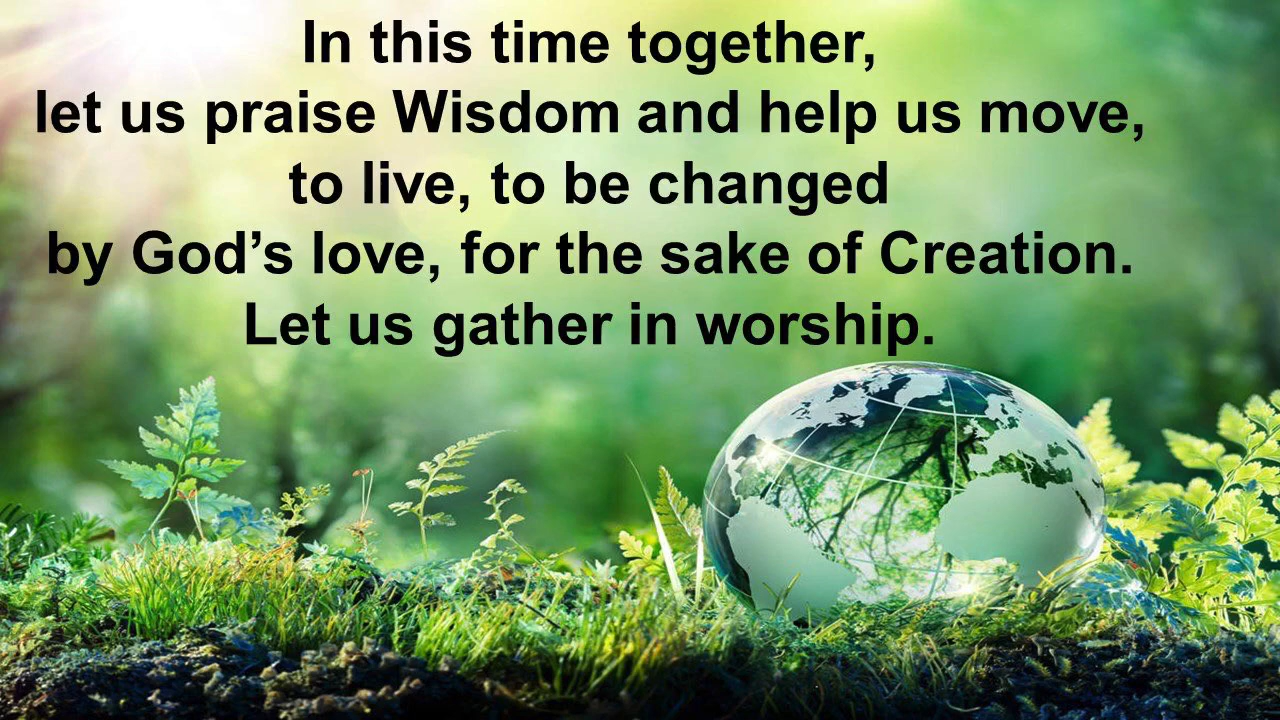 In this time together,
let us praise Wisdom and help us move,
to live, to be changed
by God’s love, for the sake of Creation.
Let us gather in worship.